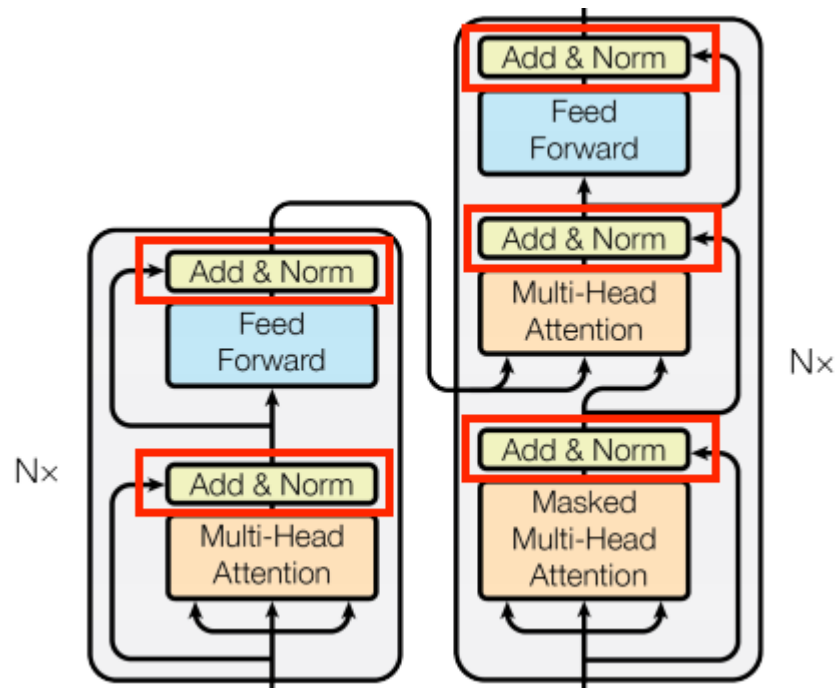 Add & Norm
Feed
Forward
Add & Norm
Multi-Head
Attention
Nx
Add & Norm
Feed
Forward
Add & Norm
Multi-Head
Attention
Add & Norm
Masked
Multi-Head
Attention
Nx